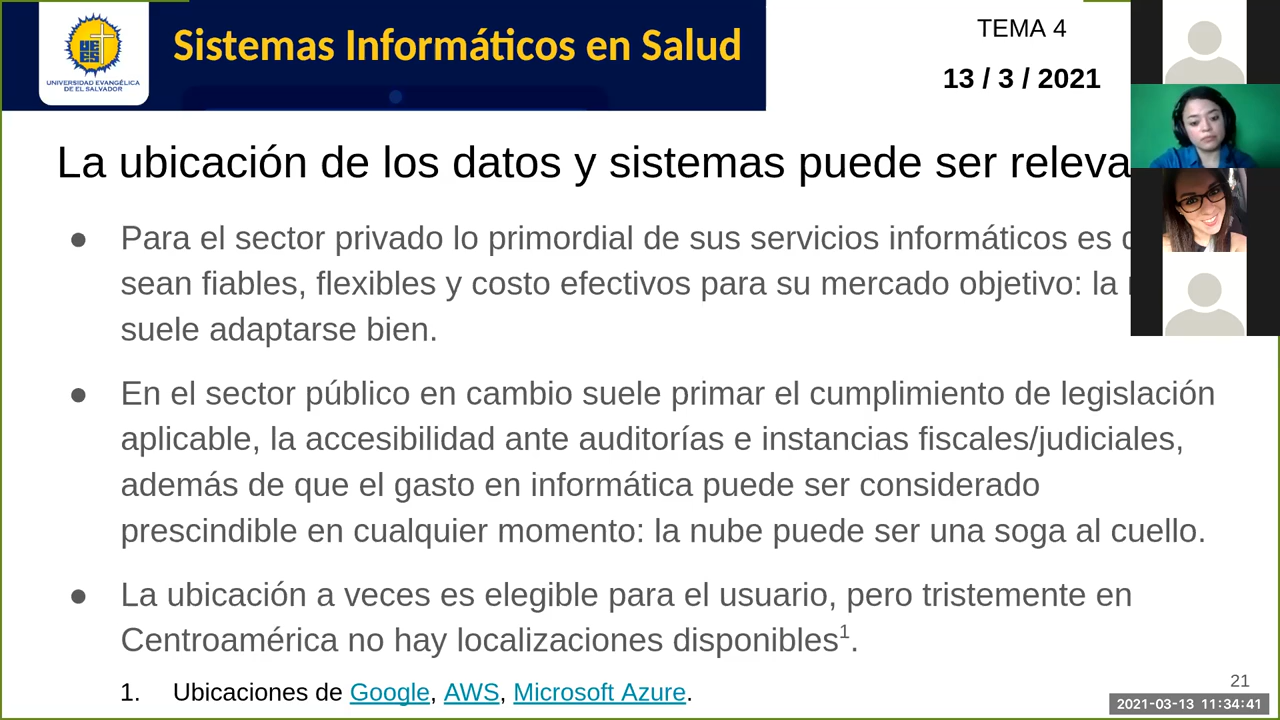 UNIVERSIDAD EVANGÉLICA
DE EL SALVADOR
Sistemas Informáticos en Salud
TEMA 4
13 / 3 / 2021
La ubicación de los datos y sistemas puede ser
● Para el sector privado lo primordial de sus servicios informáticos es
sean fiables, flexibles y costo efectivos para su mercado objetivo: la
suele adaptarse bien.
● En el sector público en cambio suele primar el cumplimiento de legislación
aplicable, la accesibilidad ante auditorías e instancias fiscales/judiciales,
además de que el gasto en informática puede ser considerado
prescindible en cualquier momento: la nube puede ser una soga al cuello.
● La ubicación a veces es elegible para el usuario, pero tristemente en
Centroamérica no hay localizaciones disponibles¹.
1. Ubicaciones de Google, AWS, Microsoft Azure.
21
2021-03-13 11:34:41